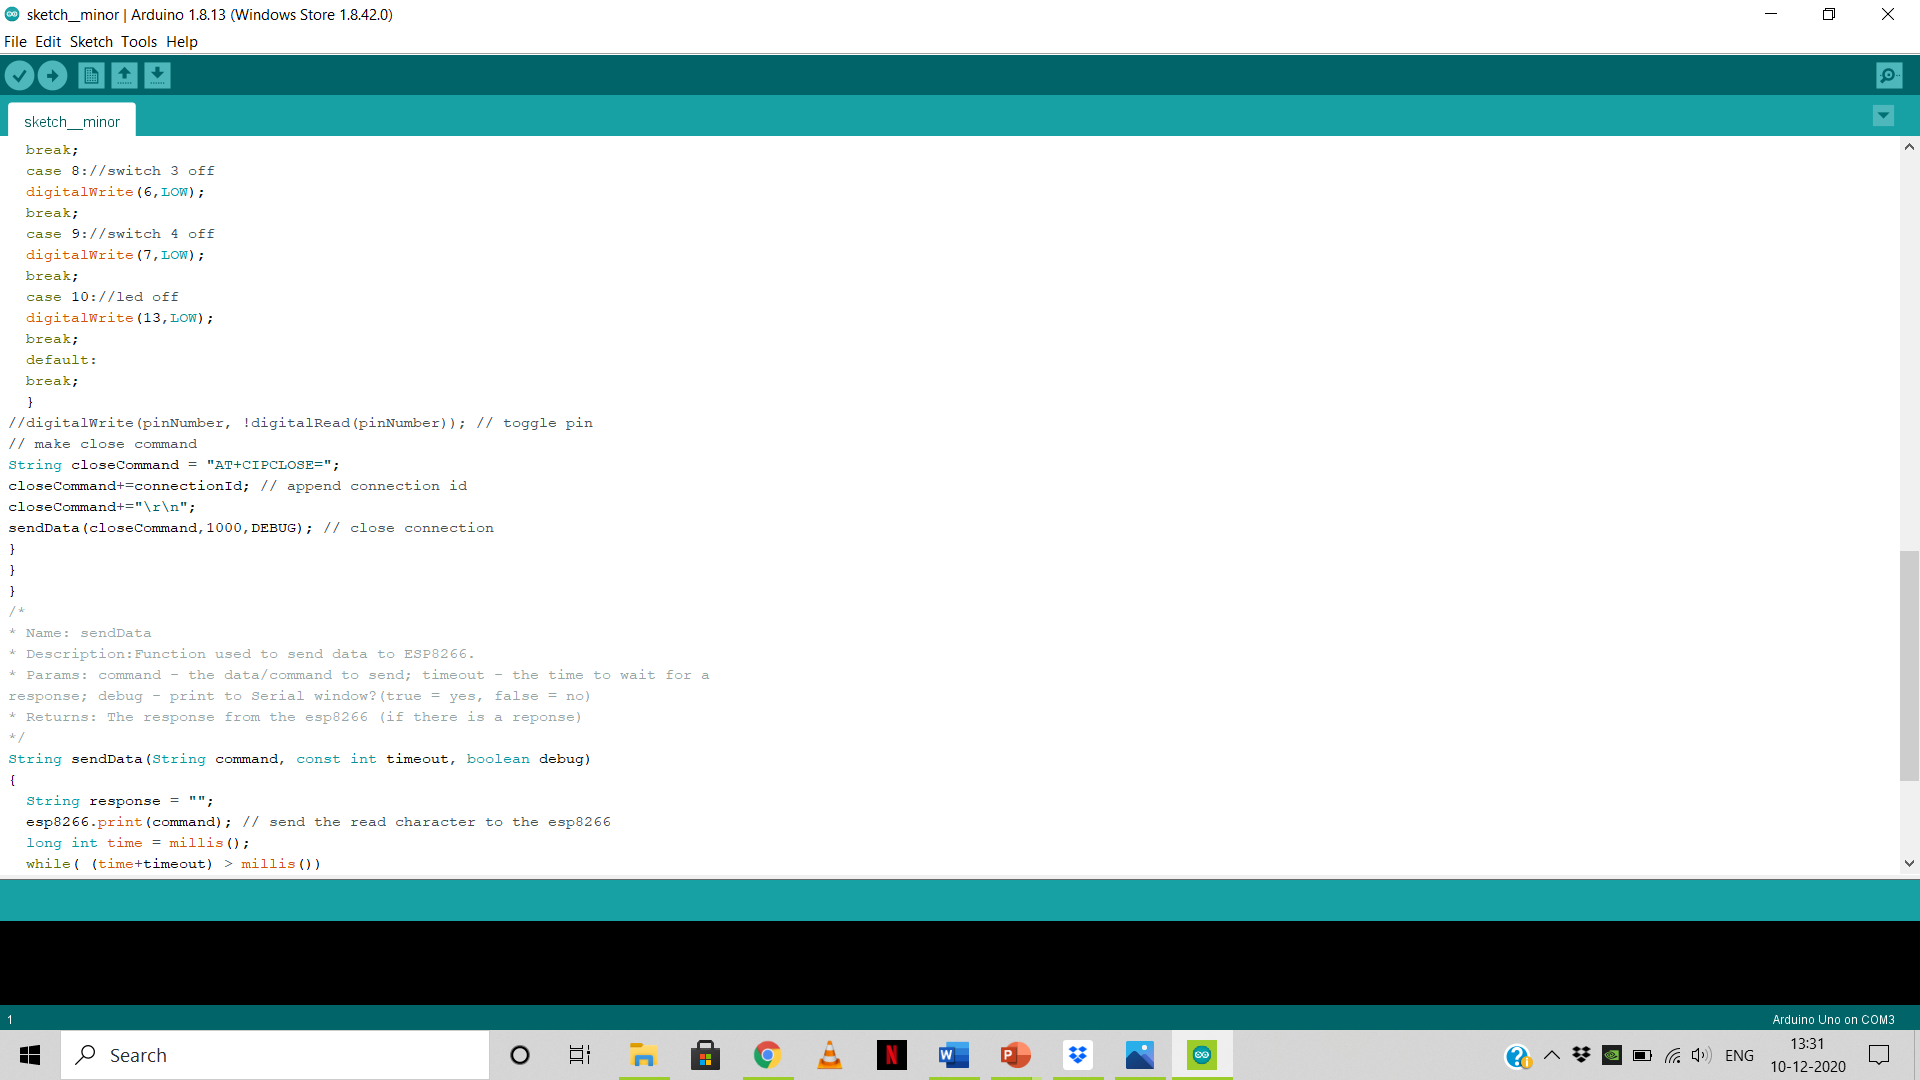 sketch__minor | Arduino 1.8.13 (Windows Store 1.8.42.0)
File Edit Sketch Tools Help
sketch__minor
break;
case 8://switch 3 off
digitalWrite(6,LOW);
break;
case 9://switch 4 off
digitalWrite(7,LOW);
break;
case 10://led off
digitalWrite(13,LOW);
break;
default:
break;
}
//digitalWrite(pinNumber, !digitalRead(pinNumber)); // toggle pin
// make close command
String closeCommand = "AT+CIPCLOSE=";
closeCommand+=connectionId; // append connection id
closeCommand+="\r\n";
sendData(closeCommand,1000,DEBUG); // close connection
}
}
}
/*
* Name: sendData
* Description:Function used to send data to ESP8266.
* Params: command - the data/command to send; timeout - the time to wait for a
response; debug - print to Serial window?(true = yes, false = no)
* Returns: The response from the esp8266 (if there is a reponse)
*/
String sendData(String command, const int timeout, boolean debug)
{
String response = "";
esp8266.print(command); // send the read character to the esp8266
long int time = millis();
while( (time+timeout) > millis())
1
Arduino Uno on COM3
Search
ENG
13:31
10-12-2020